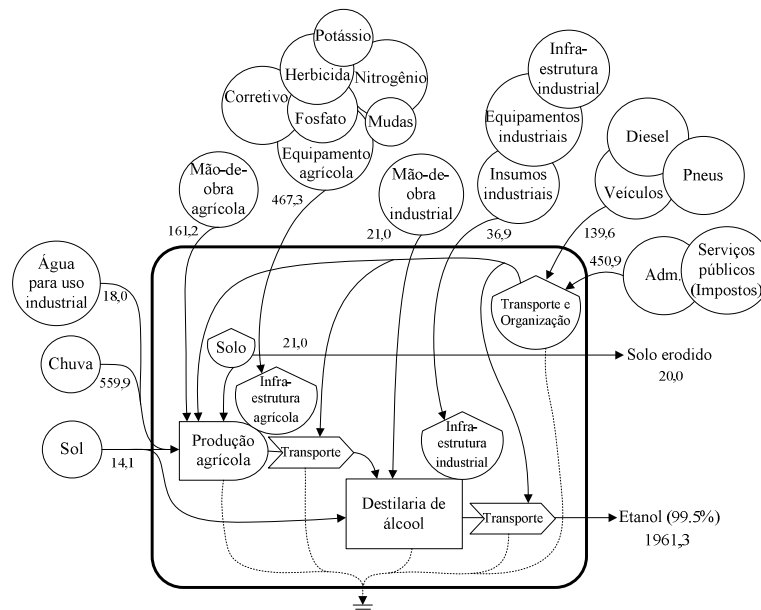 Potássio
Herbicida
Nitrogênio
Corretivo
Fosfato
Mudas
Equipamento
agrícola
467,3
Infra-
estrutura
industrial
Equipamentos
industriais
Insumos
industriais
36,9
Diesel
Pneus
Veículos
139,6
Mão-de-
obra
agrícola
161,2
Mão-de-
obra
industrial
21,0
450,9
Adm.
Serviços
públicos
(Impostos)
Água
para uso
industrial
18,0
Transporte e
Organização
Chuva
559,9
Solo
21,0
Solo erodido
20,0
Infra-
estrutura
agrícola
Sol
14,1
Produção
agrícola
Transporte
Infra-
estrutura
industrial
Destilaria de
álcool
Transporte
Etanol (99.5%)
1961,3